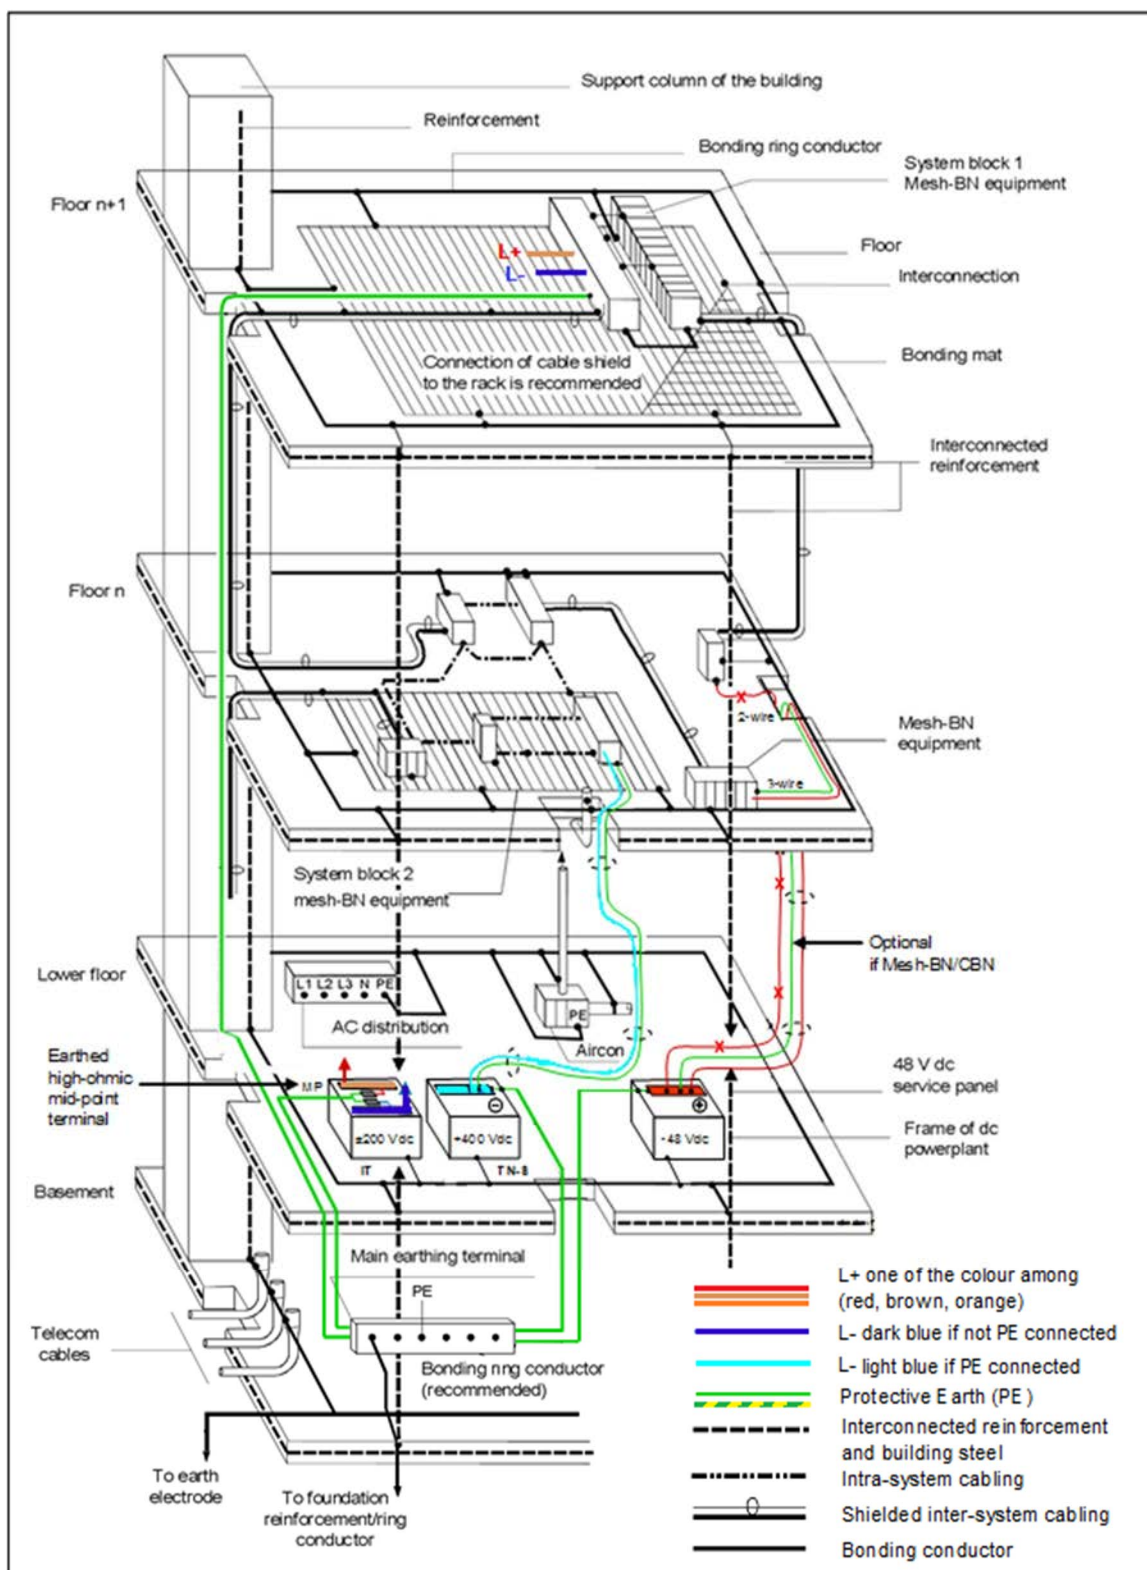 Support column of the building
Reinforcement
Bonding ring conductor
System block 1
Mesh-BN equipment
Floor n+1
Floor
L+
L-
Interconnection
Connection of cable shield
to the rack is recommended
Bonding mat
Interconnected
reinforcement
Floor n
2-wire
Mesh-BN
equipment
3-wire
System block 2
mesh-BN equipment
Optional
if Mesh-BN/CBN
Lower floor
L1 L2 L3 N PE
PE
AC distribution
Aircon
Earthed
high-ohmic
mid-point
terminal
MP
48 V dc
service panel
±200 Vdc
+400 Vdc
-48 Vdc
Frame of dc
powerplant
IT
TN-S
Basement
Main earthing terminal
PE
Telecom
cables
Bonding ring conductor
(recommended)
To earth
electrode
To foundation
reinforcement/ring
conductor
L+ one of the colour among
(red, brown, orange)
L- dark blue if not PE connected
L- light blue if PE connected
Protective Earth (PE)
Interconnected reinforcement
and building steel
Intra-system cabling
Shielded inter-system cabling
Bonding conductor